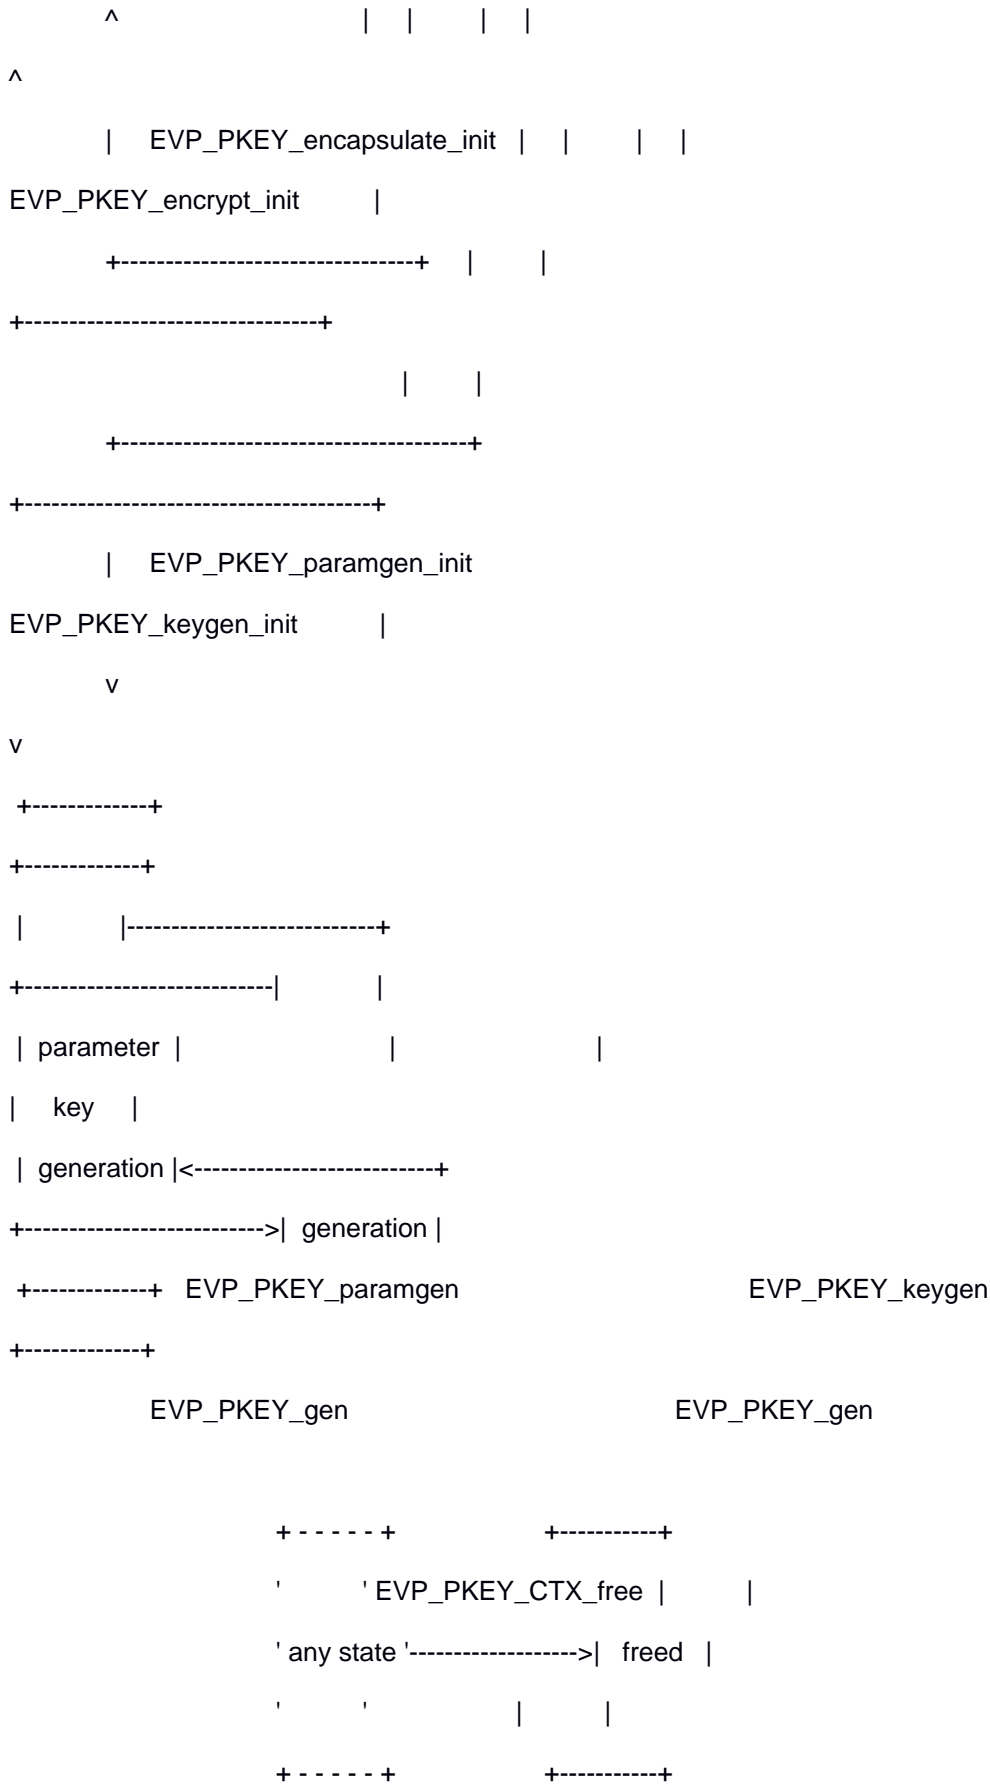 ^ | | | |
^
| EVP_PKEY_encapsulate_init | | | |
EVP_PKEY_encrypt_init |
+---------------------------------+ | |
+---------------------------------+
| |
+---------------------------------------+
+---------------------------------------+
| EVP_PKEY_paramgen_init
EVP_PKEY_keygen_init |
v
v
+-------------+
+-------------+
| |----------------------------+
+----------------------------| |
| parameter | | |
| key |
| generation |<---------------------------+
+--------------------------->| generation |
+-------------+ EVP_PKEY_paramgen EVP_PKEY_keygen
+-------------+
EVP_PKEY_gen EVP_PKEY_gen
+ - - - - - + +-----------+
' ' EVP_PKEY_CTX_free | |
' any state '------------------->| freed |
' ' | |
+ - - - - - + +-----------+